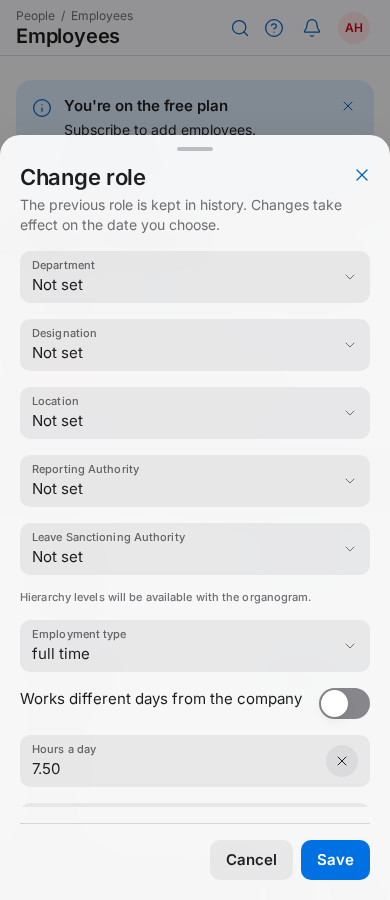 People / Employees
Employees
AH
You're on the free plan
Subscribe to add employees.
Change role
The previous role is kept in history. Changes take
effect on the date you choose.
Department
Not set
Designation
Not set
Location
Not set
Reporting Authority
Not set
Leave Sanctioning Authority
Not set
Hierarchy levels will be available with the organogram.
Employment type
full time
Works different days from the company
Hours a day
7.50
Cancel
Save